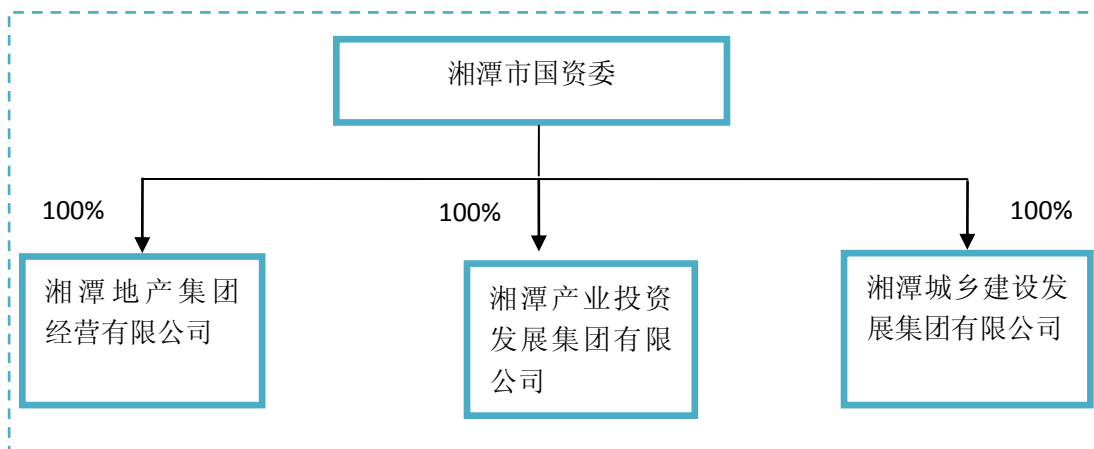 湘潭市国资委
100%
100%
100%
湘潭地产集团
经营有限公司
湘潭产业投资
发展集团有限
公司
湘潭城乡建设发
展集团有限公司